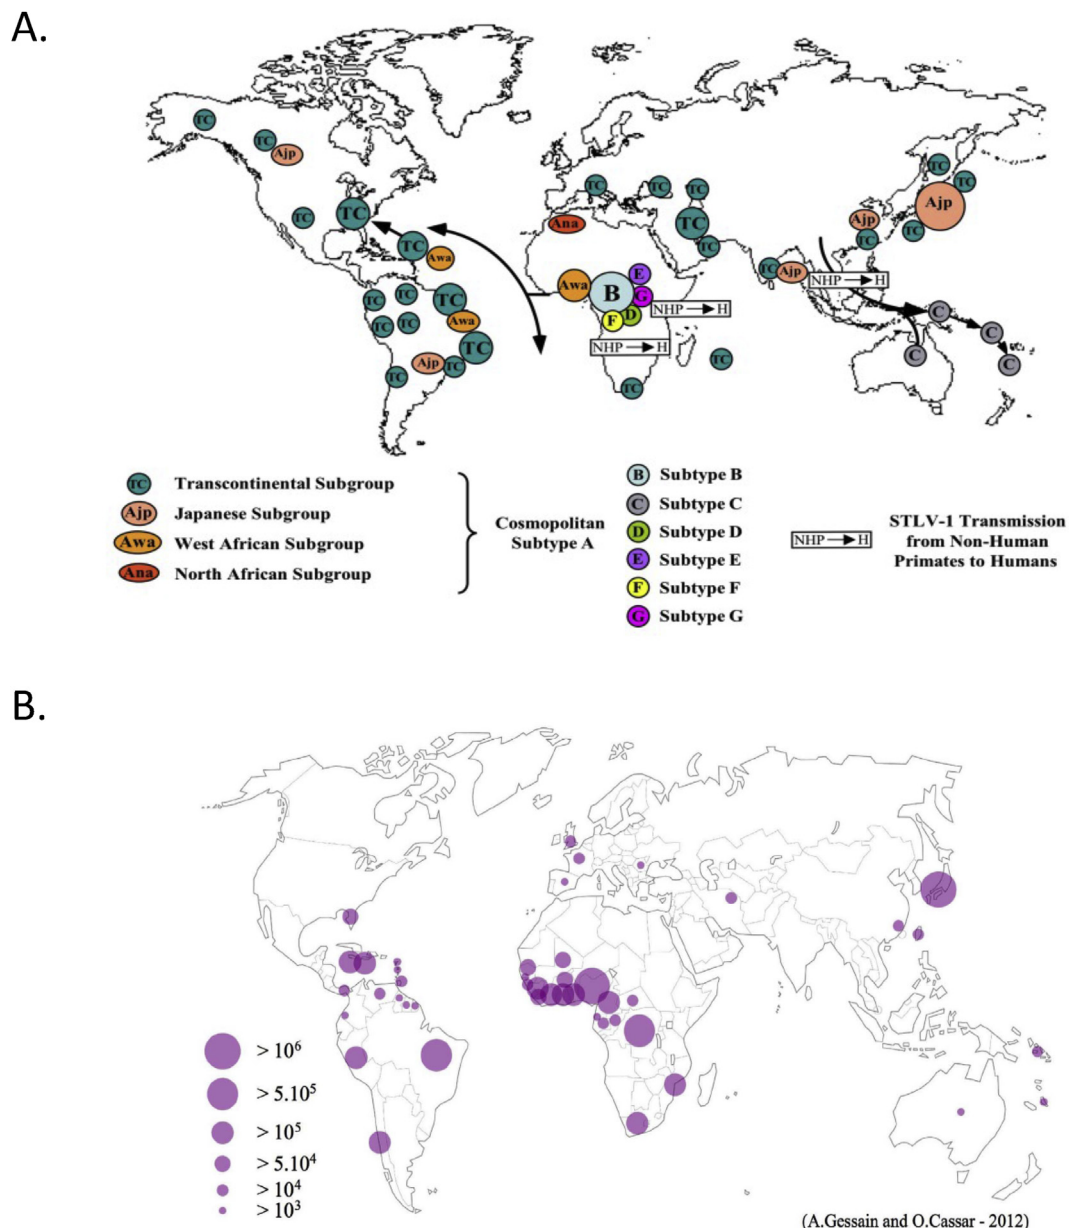 A.
TC
TC
Ajp
TC
TC
TC
Awa
TC
TC
TC
TC
TC
Awa
TC
Ajp
TC
TC
TC
TC
TC
TC
TC
Ana
Awa
B
E
G
D
F
NHP → H
NHP → H
TC
TC
TC
TC
Ajp
TC
Ajp
TC
TC
Ajp
NHP → H
C
C
C
C
TC Transcontinental Subgroup
Ajp Japanese Subgroup
Awa West African Subgroup
Ana North African Subgroup
Cosmopolitan
Subtype A
B Subtype B
C Subtype C
D Subtype D
E Subtype E
F Subtype F
G Subtype G
NHP → H
STLV-1 Transmission
from Non-Human
Primates to Humans
B.
> 10⁶
> 5.10⁵
> 10⁵
> 5.10⁴
> 10⁴
> 10³
(A.Gessain and O.Cassar - 2012)